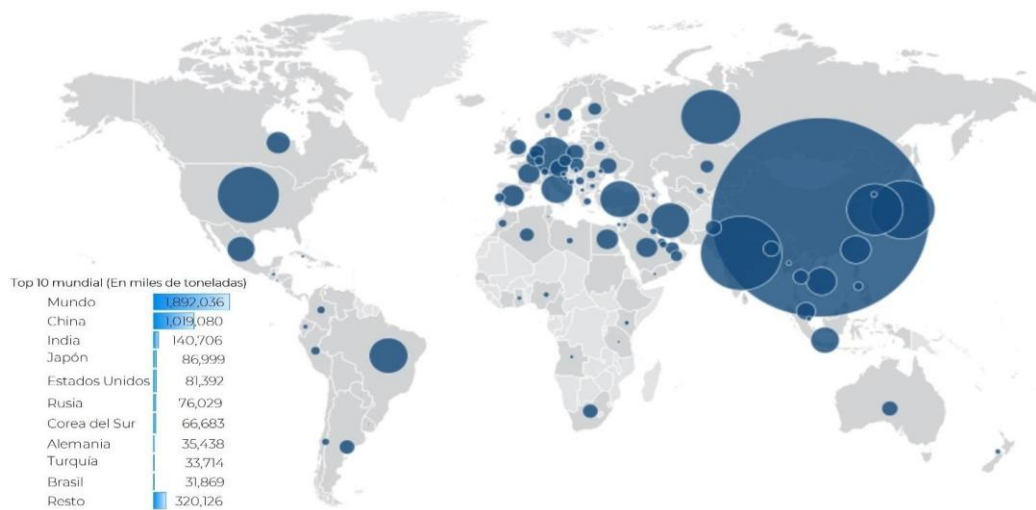 Top 10 mundial (En miles de toneladas)
Mundo 1,892,036
China 1,019,080
India 140,706
Japón 86,999
Estados Unidos 81,392
Rusia 76,029
Corea del Sur 66,683
Alemania 35,438
Turquía 33,714
Brasil 31,869
Resto 320,126